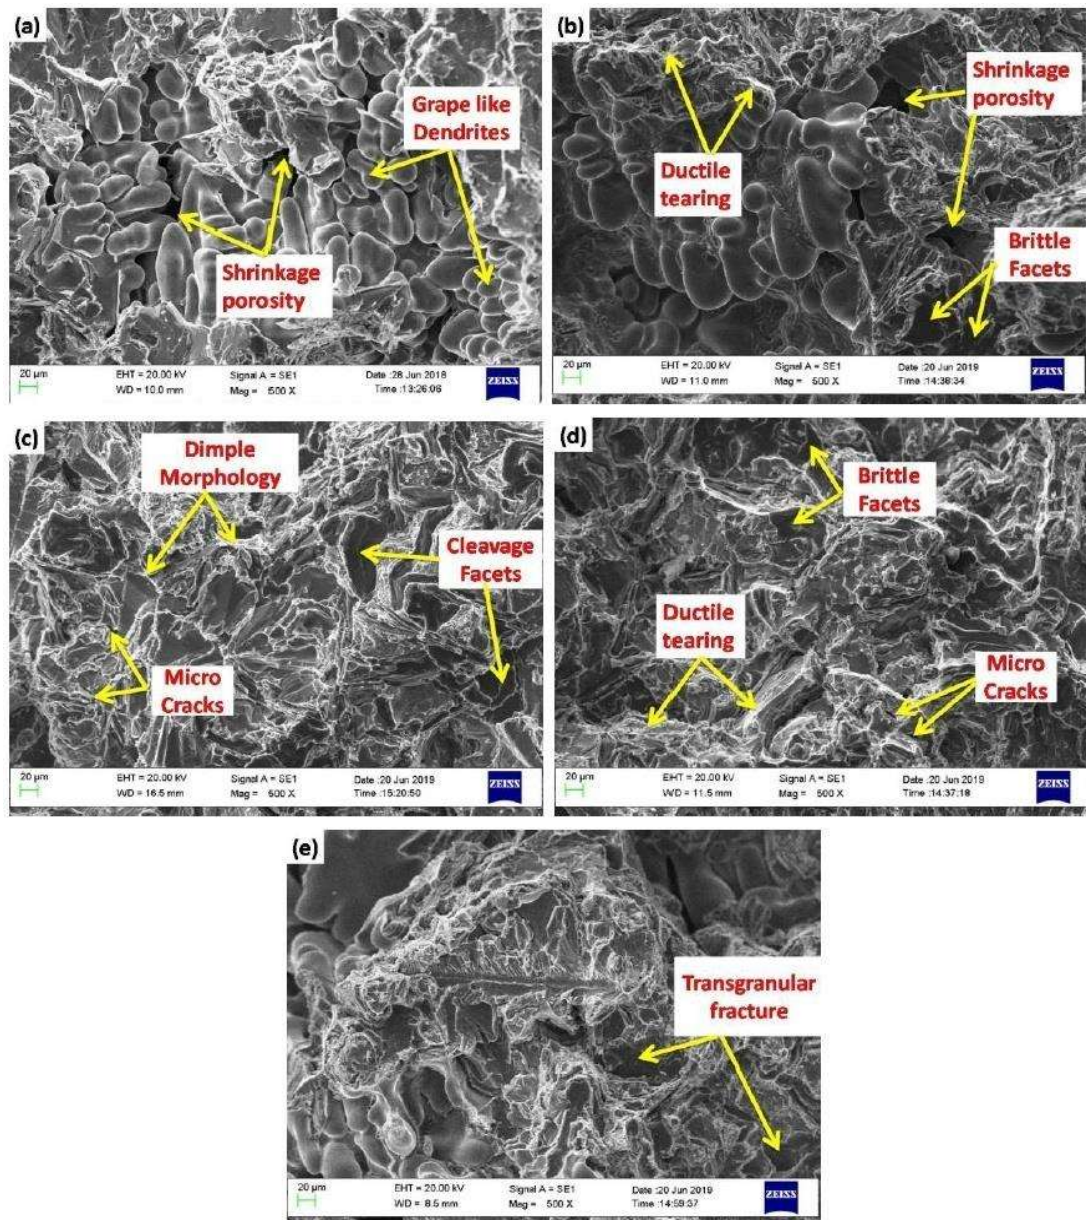 (a)
Grape like
Dendrites
Shrinkage
porosity
20 µm
EHT = 20.00 kV
Signal A = SE1
Date :28 Jun 2018
WD = 10.0 mm
Mag = 500 X
Time :13:26:06
ZEISS
(b)
Shrinkage
porosity
Ductile
tearing
Brittle
Facets
20 µm
EHT = 20.00 kV
Signal A = SE1
Date :20 Jun 2019
WD = 11.0 mm
Mag = 500 X
Time :14:38:34
ZEISS
(c)
Dimple
Morphology
Cleavage
Facets
Micro
Cracks
20 µm
EHT = 20.00 kV
Signal A = SE1
Date :20 Jun 2019
WD = 16.5 mm
Mag = 500 X
Time :15:20:50
ZEISS
(d)
Brittle
Facets
Ductile
tearing
Micro
Cracks
20 µm
EHT = 20.00 kV
Signal A = SE1
Date :20 Jun 2019
WD = 11.5 mm
Mag = 500 X
Time :14:37:18
ZEISS
(e)
Transgranular
fracture
20 µm
EHT = 20.00 kV
Signal A = SE1
Date :20 Jun 2019
WD = 8.5 mm
Mag = 500 X
Time :14:59:37
ZEISS